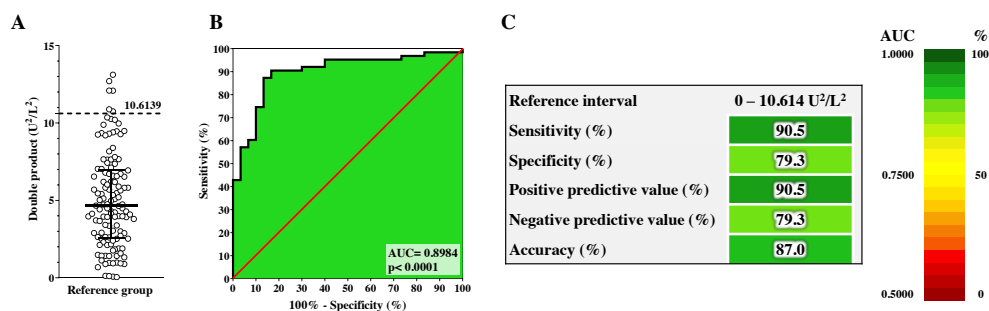 A
Double product (U²/L²)
15
10
5
0
10.6139
Reference group
B
Sensitivity (%)
100
90
80
70
60
50
40
30
20
10
0
AUC= 0.8984
p< 0.0001
0 10 20 30 40 50 60 70 80 90 100
100% - Specificity (%)
C
Reference interval 0 – 10.614 U²/L²
Sensitivity (%) 90.5
Specificity (%) 79.3
Positive predictive value (%) 90.5
Negative predictive value (%) 79.3
Accuracy (%) 87.0
AUC %
1.0000 100
0.7500 50
0.5000 0